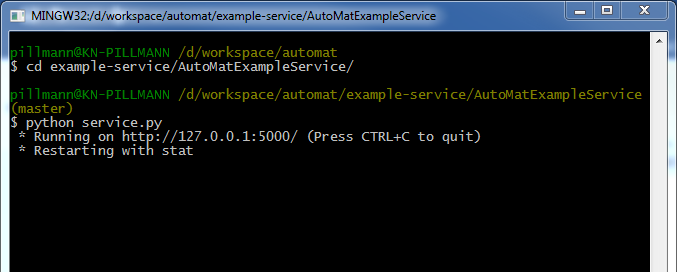 MINGW32:/d/workspace/automat/example-service/AutoMatExampleService
pillmann@KN-PILLMANN /d/workspace/automat
$ cd example-service/AutoMatExampleService/
pillmann@KN-PILLMANN /d/workspace/automat/example-service/AutoMatExampleService
(master)
$ python service.py
* Running on http://127.0.0.1:5000/ (Press CTRL+C to quit)
* Restarting with stat